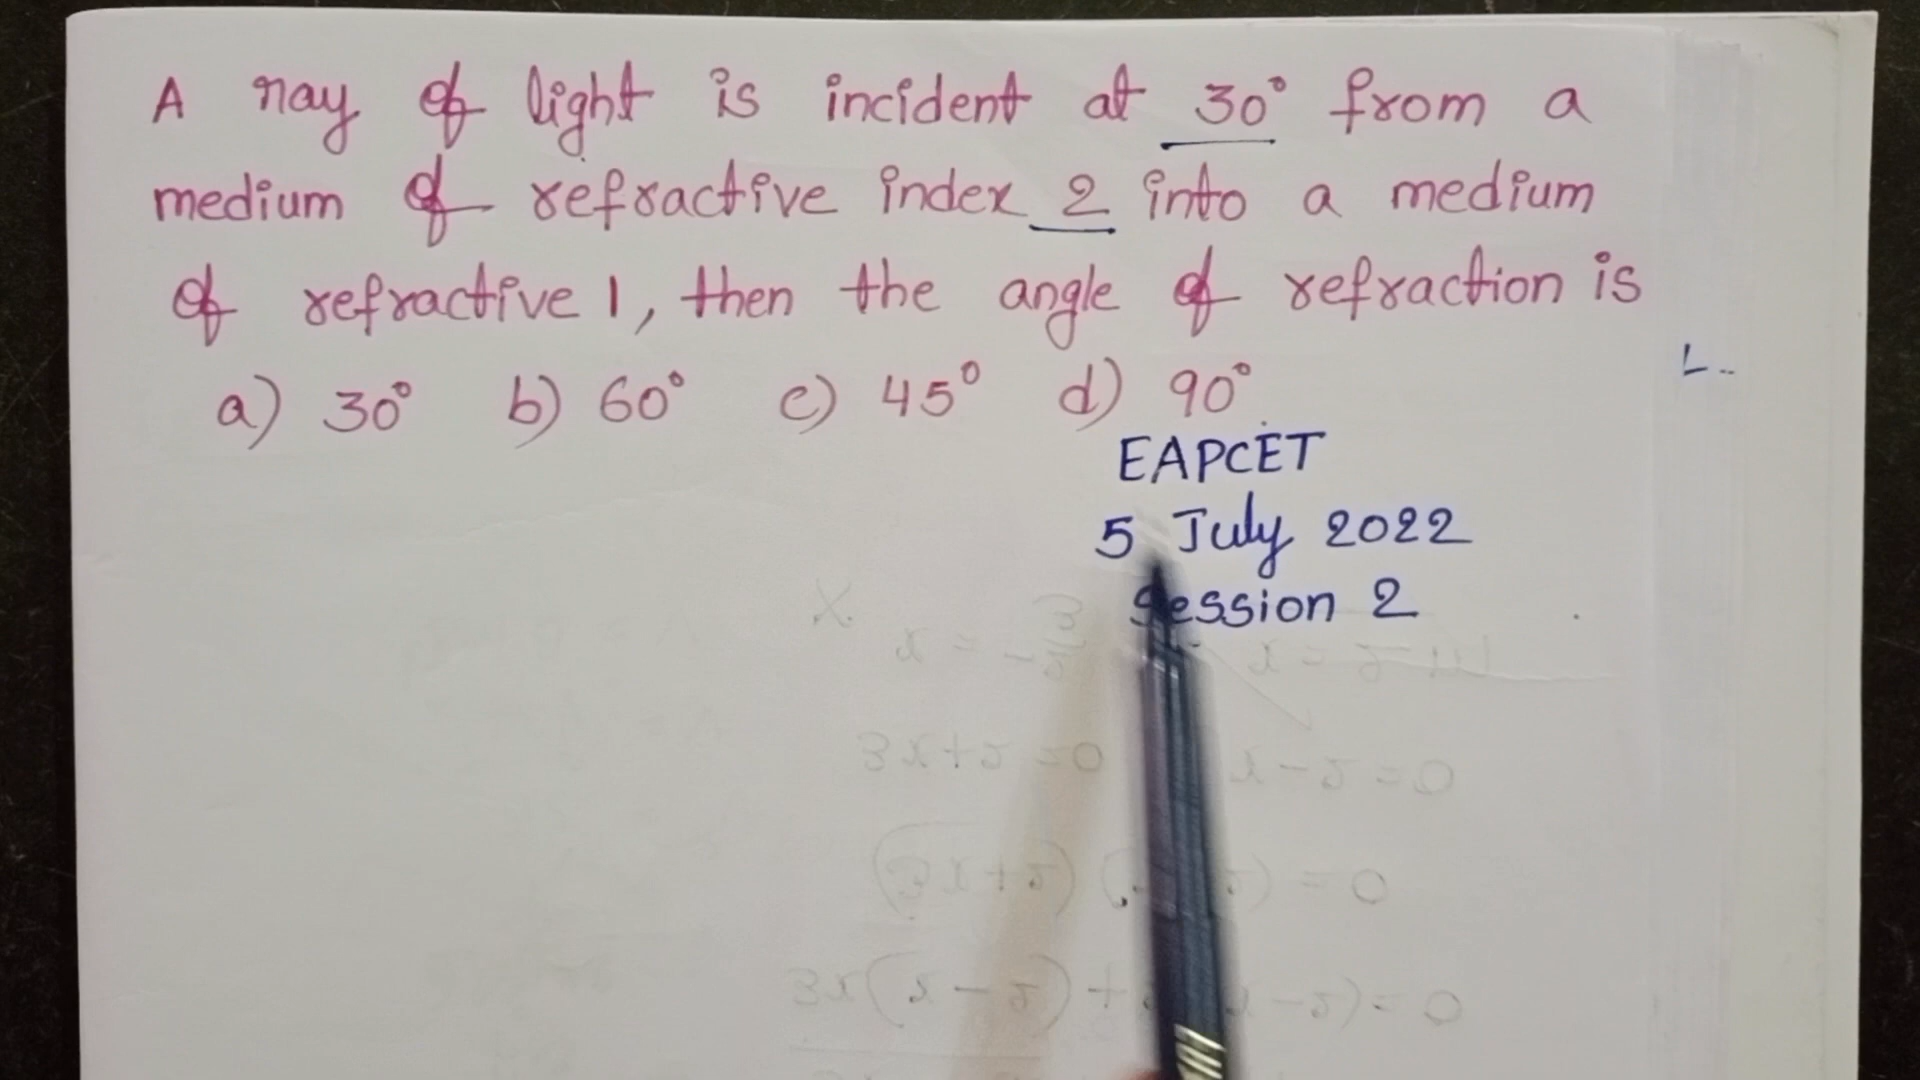 A ray of light is incident at 30° from a
medium of refractive index 2 into a medium
of refractive 1, then the angle of refraction is
a) 30° b) 60° c) 45° d) 90°
EAPCET
5 July 2022
Session 2